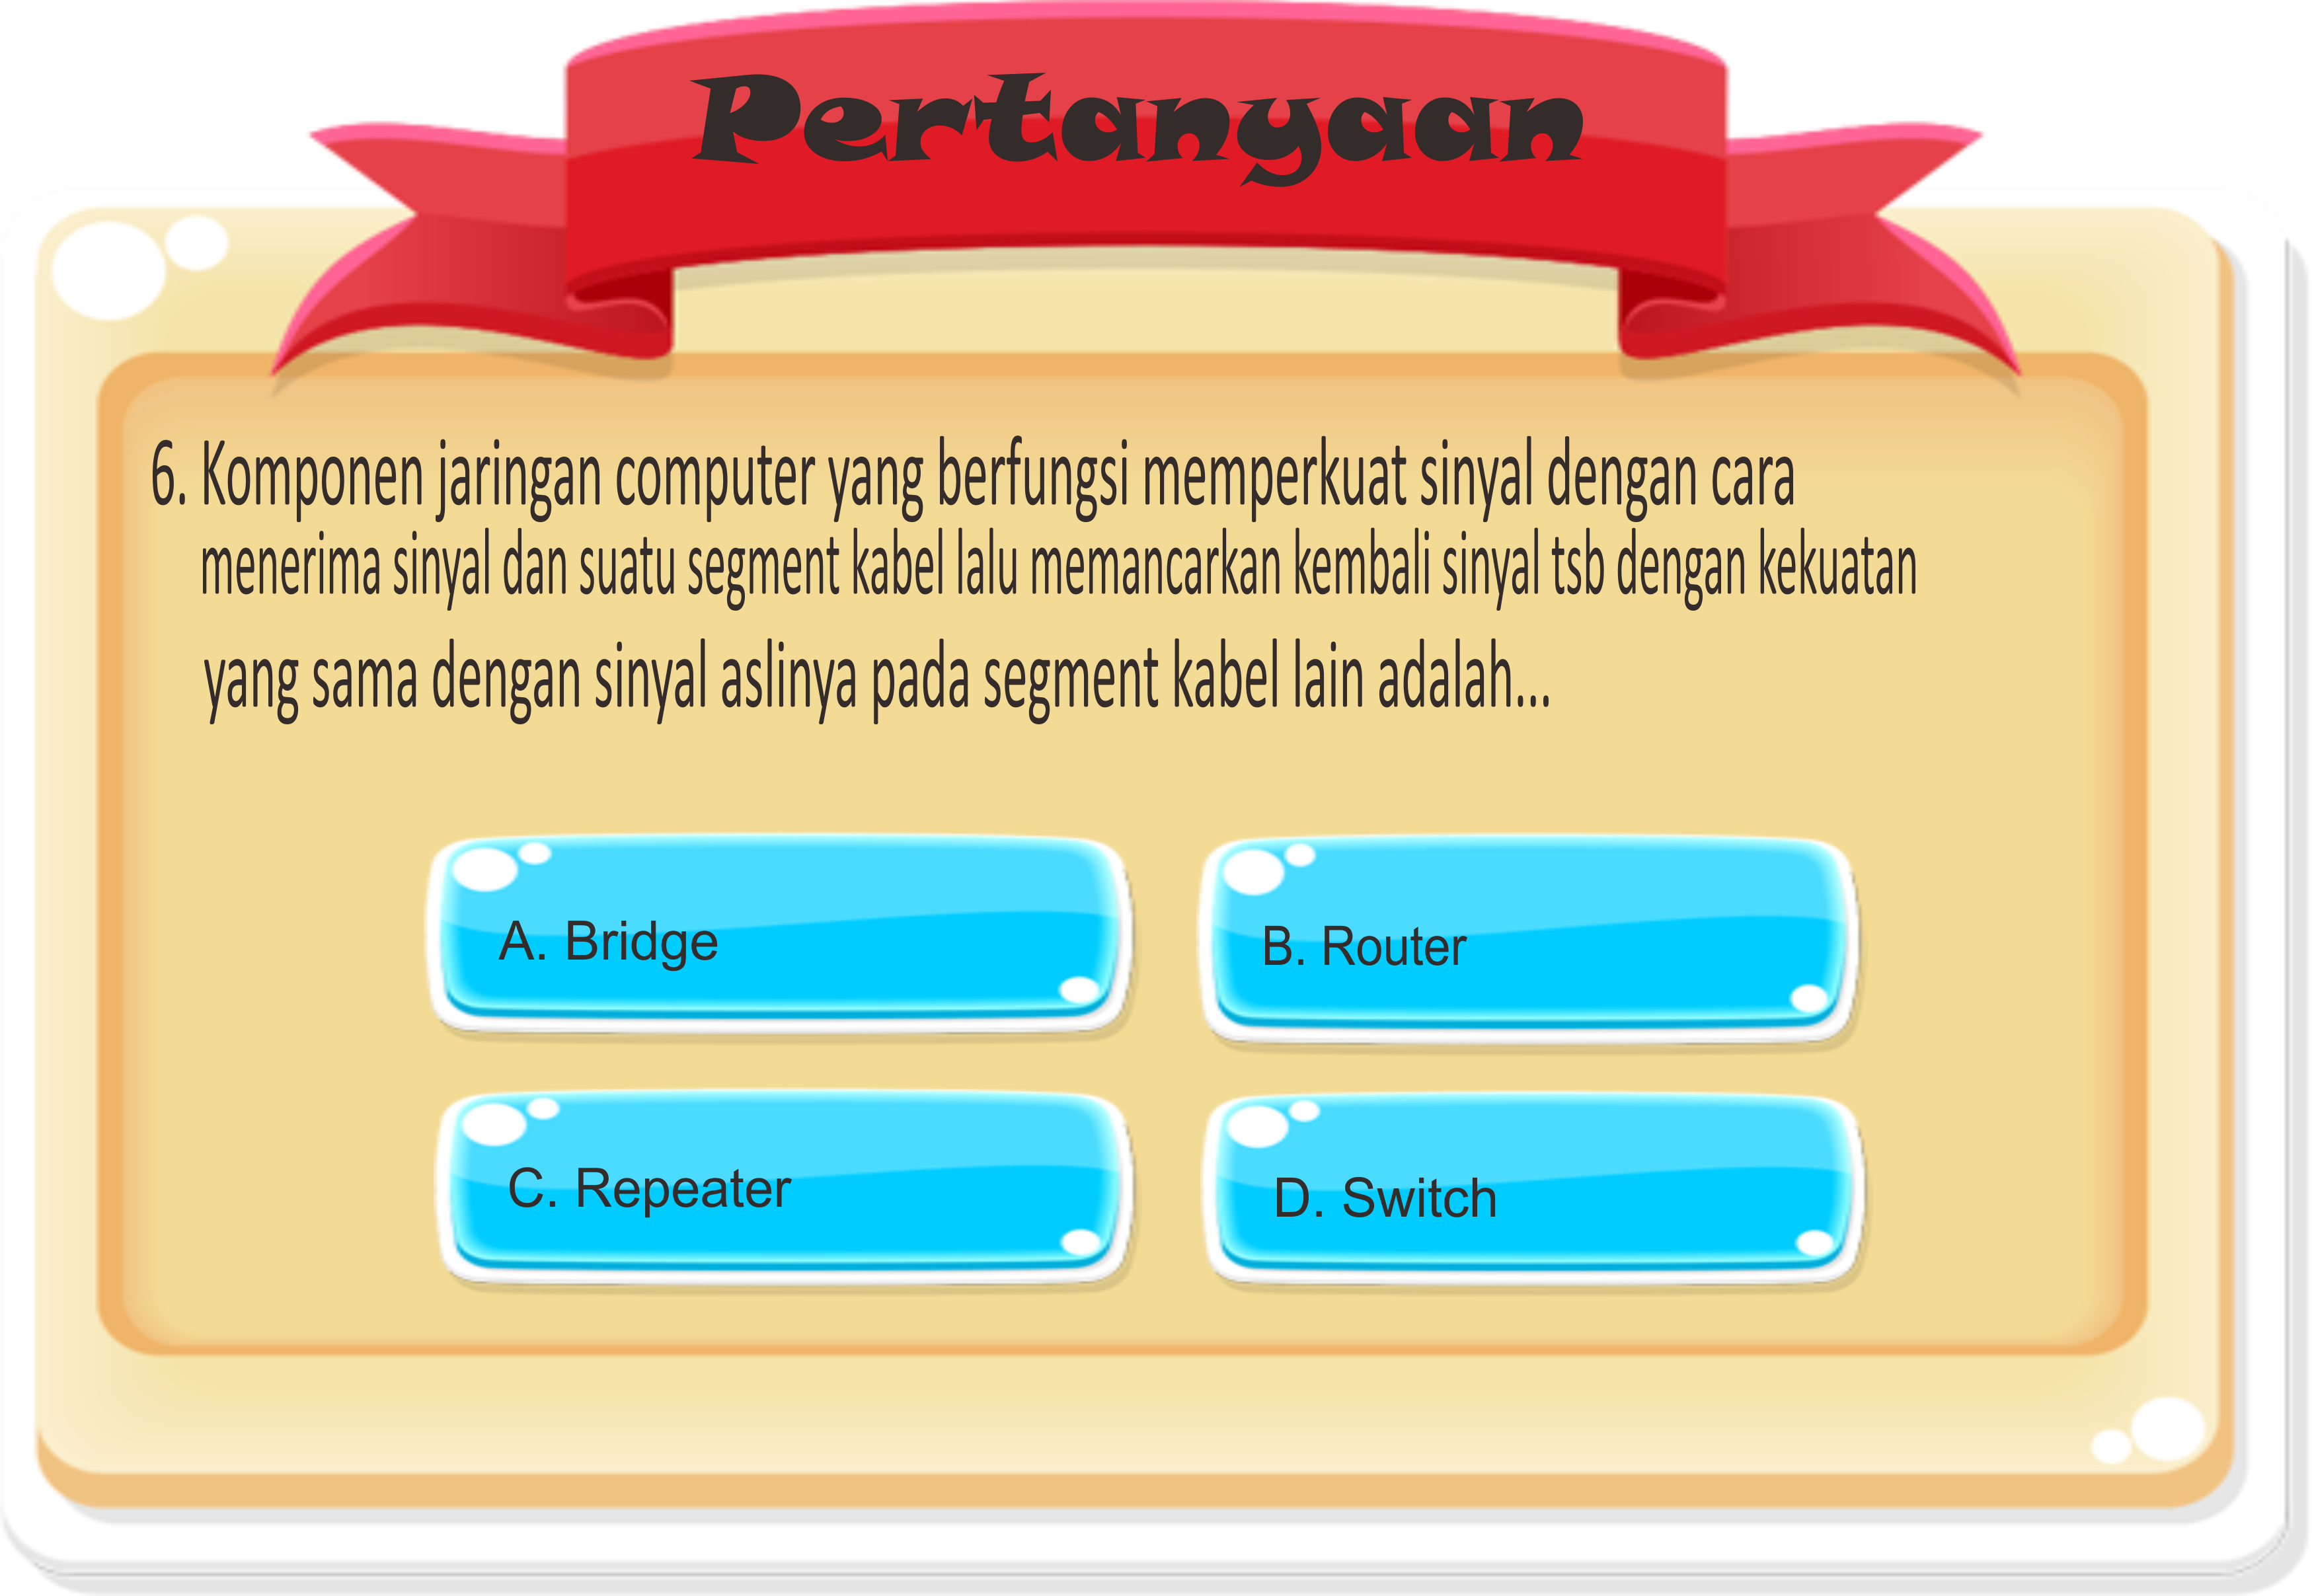 Pertanyaan
6. Komponen jaringan computer yang berfungsi memperkuat sinyal dengan cara
menerima sinyal dan suatu segment kabel lalu memancarkan kembali sinyal tsb dengan kekuatan
yang sama dengan sinyal aslinya pada segment kabel lain adalah...
A. Bridge
B. Router
C. Repeater
D. Switch